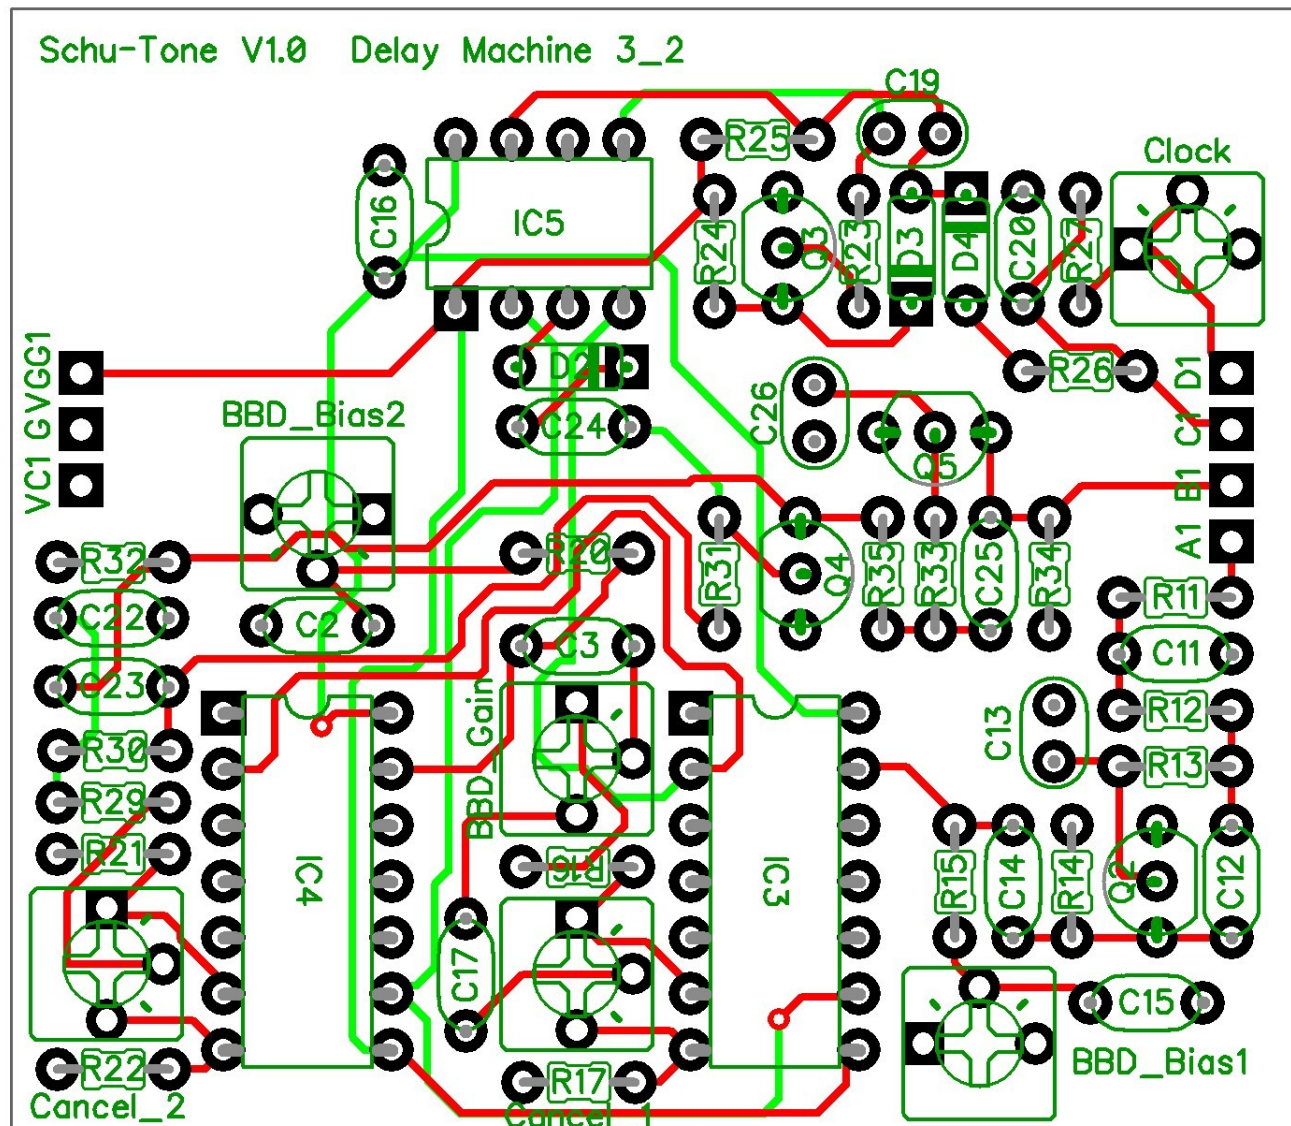 Schu-Tone V1.0 Delay Machine 3_2
C19
R25
Clock
C16
IC5
R24
Q3
R23
D3
D4
C20
R27
VC1 GVGG1
D2
R26
D1
BBD_Bias2
C24
C26
Q5
C1
B1
A1
R32
R20
R31
Q4
R35
R33
C25
R34
R11
C22
C2
C3
C11
C23
R30
BBD_Gain
C13
R12
R13
R29
R21
IC4
R16
IC3
R15
C14
R14
Q2
C12
C17
C15
R22
R17
BBD_Bias1
Cancel_2
Cancel_1